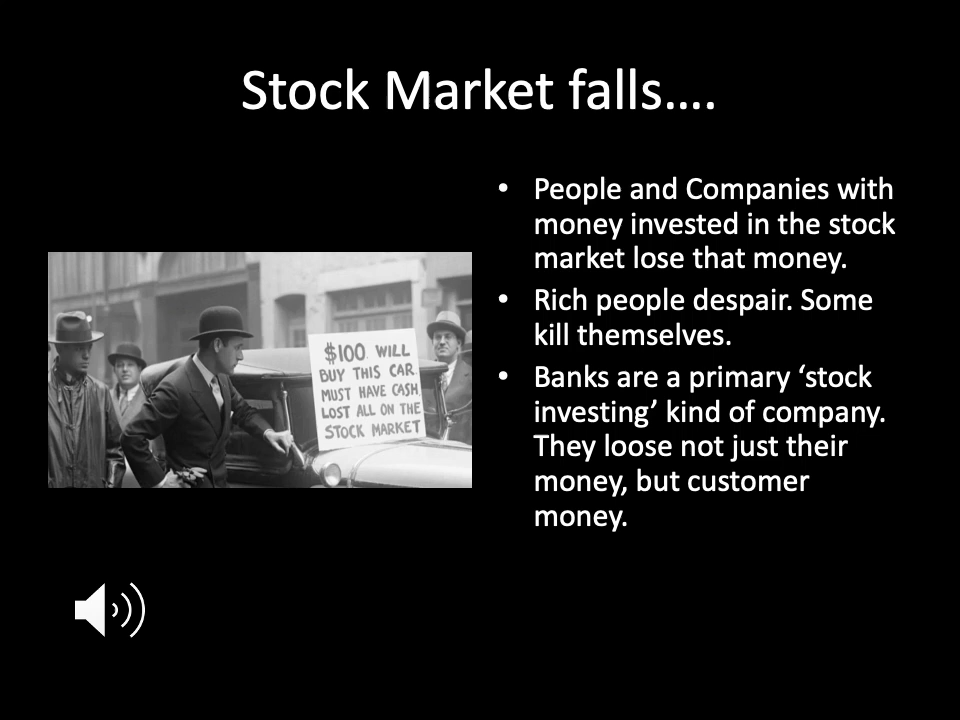 Stock Market falls....
• People and Companies with
money invested in the stock
market lose that money.
• Rich people despair. Some
kill themselves.
• Banks are a primary ‘stock
investing’ kind of company.
They loose not just their
money, but customer
money.
$100. WILL
BUY THIS CAR.
MUST HAVE CASH.
LOST ALL ON THE
STOCK MARKET